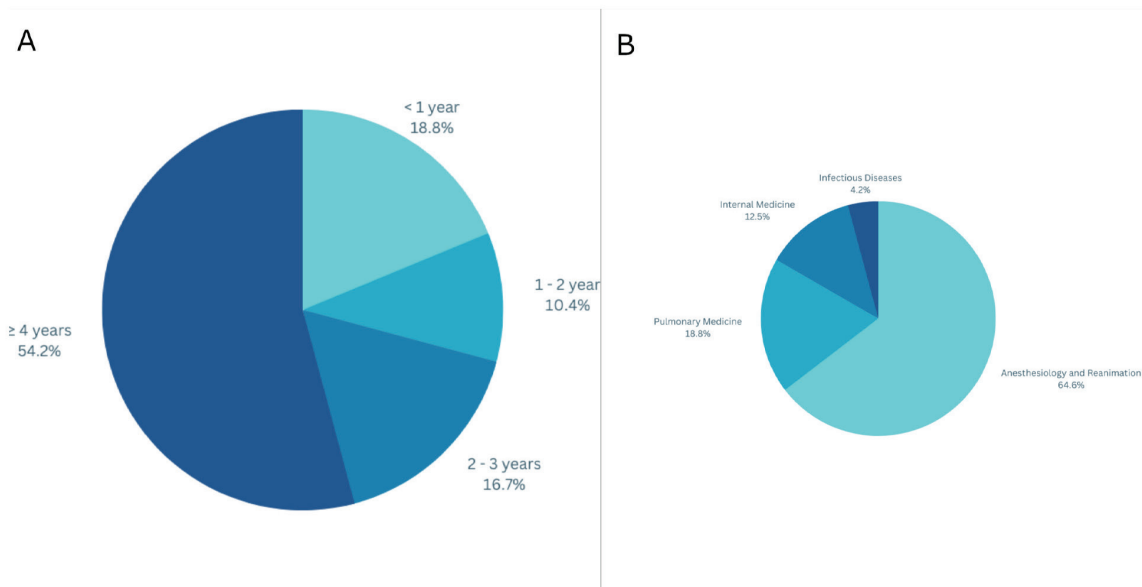 A
< 1 year
18.8%
1 - 2 year
10.4%
2 - 3 years
16.7%
≥ 4 years
54.2%
B
Infectious Diseases
4.2%
Internal Medicine
12.5%
Pulmonary Medicine
18.8%
Anesthesiology and Reanimation
64.6%